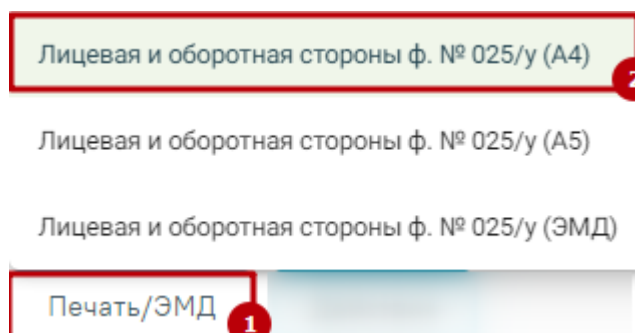 Лицевая и оборотная стороны ф. № 025/у (А4)
2
Лицевая и оборотная стороны ф. № 025/у (А5)
Лицевая и оборотная стороны ф. № 025/у (ЭМД)
Печать/ЭМД
1